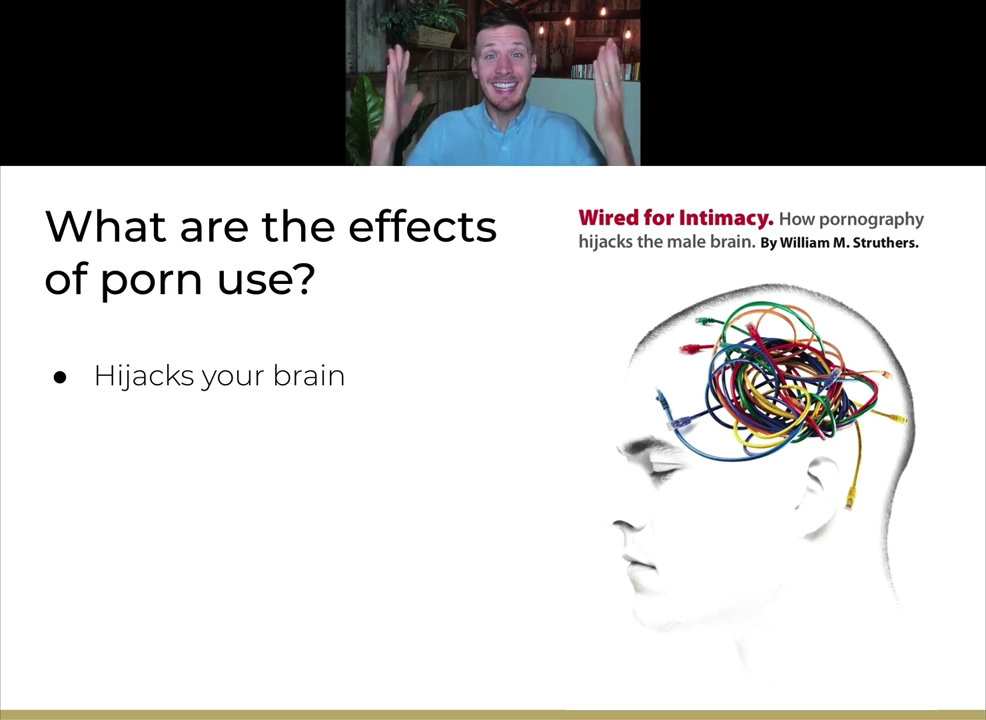 What are the effects
of porn use?
● Hijacks your brain
Wired for Intimacy. How pornography
hijacks the male brain. By William M. Struthers.